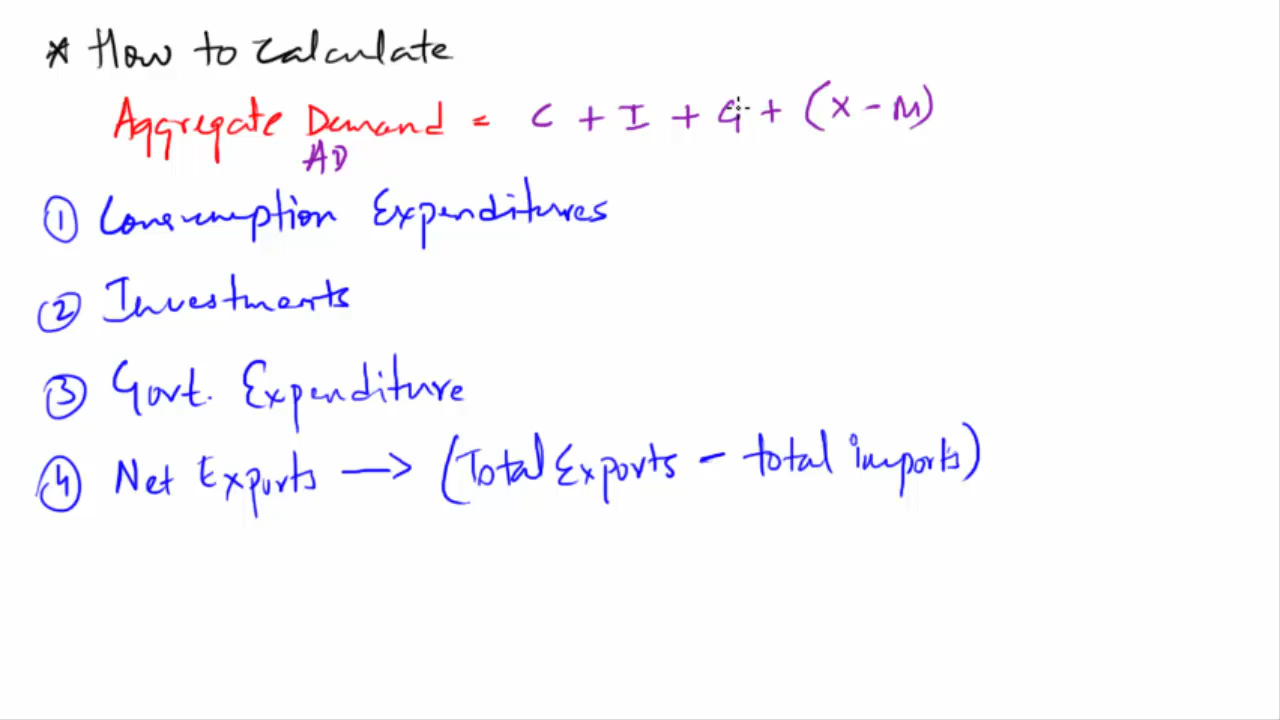 * How to Calculate
Aggregate Demand = C + I + G + (X - M)
AD
① Consumption Expenditures
② Investments
③ Govt. Expenditure
④ Net Exports → (Total Exports - total imports)